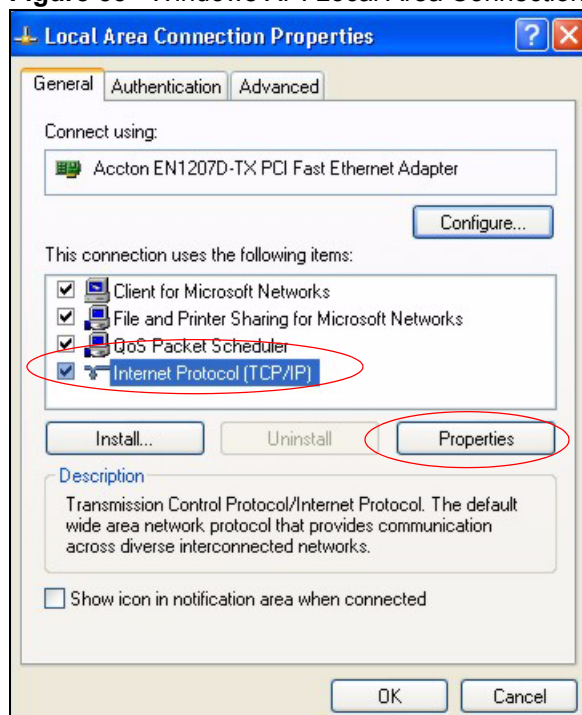 Local Area Connection Properties
General Authentication Advanced
Connect using:
Accton EN1207D-TX PCI Fast Ethernet Adapter
Configure...
This connection uses the following items:
Client for Microsoft Networks
File and Printer Sharing for Microsoft Networks
QoS Packet Scheduler
Internet Protocol (TCP/IP)
Install... Uninstall Properties
Description
Transmission Control Protocol/Internet Protocol. The default
wide area network protocol that provides communication
across diverse interconnected networks.
Show icon in notification area when connected
OK Cancel